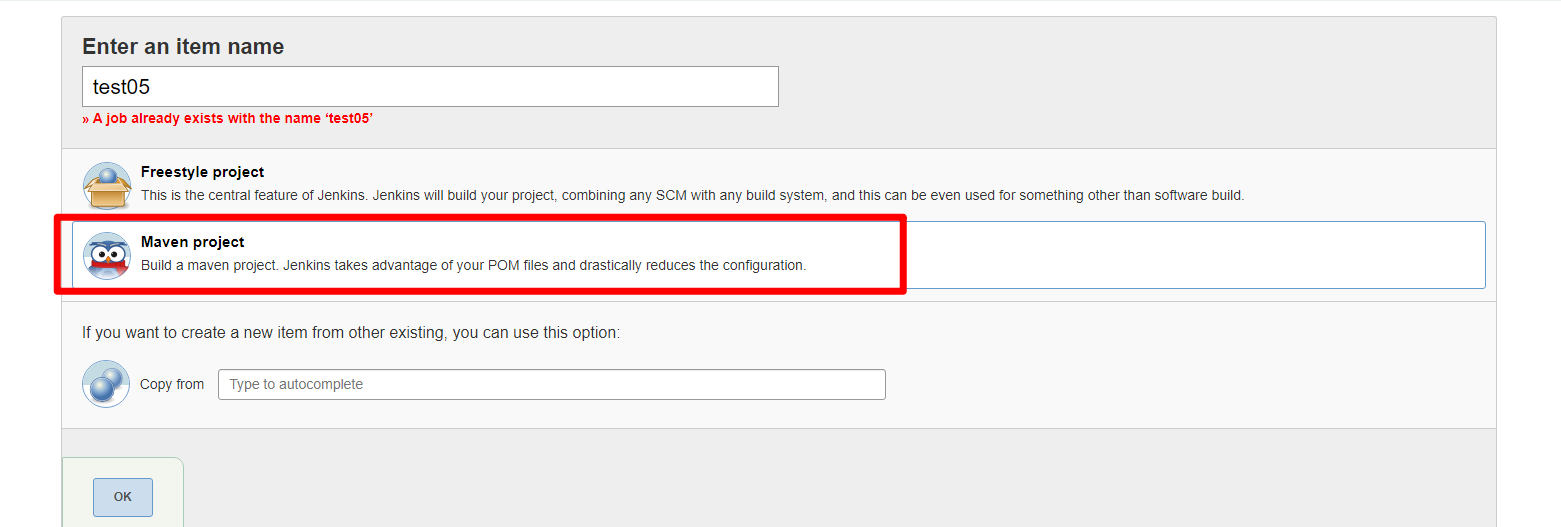 Enter an item name
test05
» A job already exists with the name ‘test05’
Freestyle project
This is the central feature of Jenkins. Jenkins will build your project, combining any SCM with any build system, and this can be even used for something other than software build.
Maven project
Build a maven project. Jenkins takes advantage of your POM files and drastically reduces the configuration.
If you want to create a new item from other existing, you can use this option:
Copy from Type to autocomplete
OK